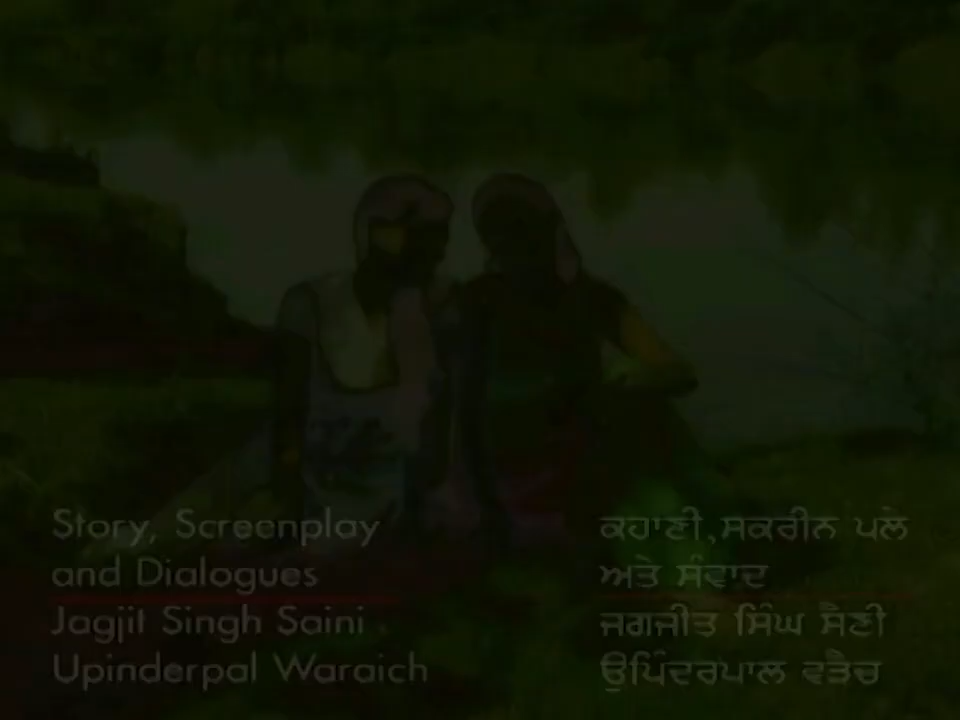 Story, Screenplay
and Dialogues
Jagjit Singh Saini
Upinderpal Waraich
ਕਹਾਣੀ,ਸਕਰੀਨ ਪਲੇ
ਅਤੇ ਸੰਵਾਦ
ਜਗਜੀਤ ਸਿੰਘ ਸੈਣੀ
ਉਪਿੰਦਰਪਾਲ ਵੜੈਚ